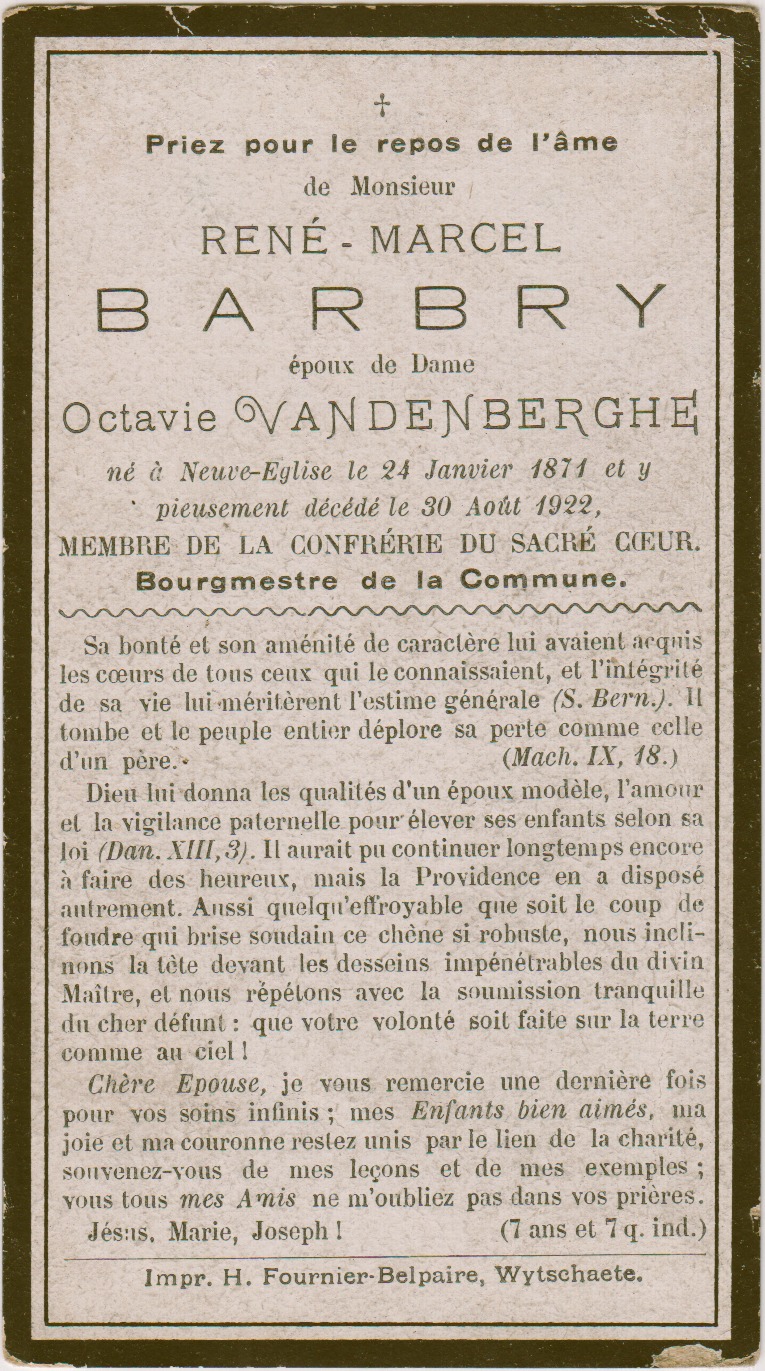 †
Priez pour le repos de l'âme
de Monsieur
RENÉ - MARCEL
BARBRY
époux de Dame
Octavie VANDENBERGHE
né à Neuve-Eglise le 24 Janvier 1871 et y
pieusement décédé le 30 Août 1922,
MEMBRE DE LA CONFRÉRIE DU SACRÉ CŒUR.
Bourgmestre de la Commune.
Sa bonté et son aménité de caractère lui avaient acquis
les cœurs de tous ceux qui le connaissaient, et l'intégrité
de sa vie lui méritèrent l'estime générale (S. Bern.). Il
tombe et le peuple entier déplore sa perte comme celle
d'un père. (Mach. IX, 18.)
Dieu lui donna les qualités d'un époux modèle, l'amour
et la vigilance paternelle pour élever ses enfants selon sa
loi (Dan. XIII, 3). Il aurait pu continuer longtemps encore
à faire des heureux, mais la Providence en a disposé
autrement. Aussi quelqu'effroyable que soit le coup de
foudre qui brise soudain ce chêne si robuste, nous incli-
nons la tête devant les desseins impénétrables du divin
Maître, et nous répétons avec la soumission tranquille
du cher défunt : que votre volonté soit faite sur la terre
comme au ciel !
Chère Epouse, je vous remercie une dernière fois
pour vos soins infinis ; mes Enfants bien aimés, ma
joie et ma couronne restez unis par le lien de la charité,
souvenez-vous de mes leçons et de mes exemples ;
vous tous mes Amis ne m'oubliez pas dans vos prières.
Jésus, Marie, Joseph ! (7 ans et 7 q. ind.)
Impr. H. Fournier-Belpaire, Wytschaete.